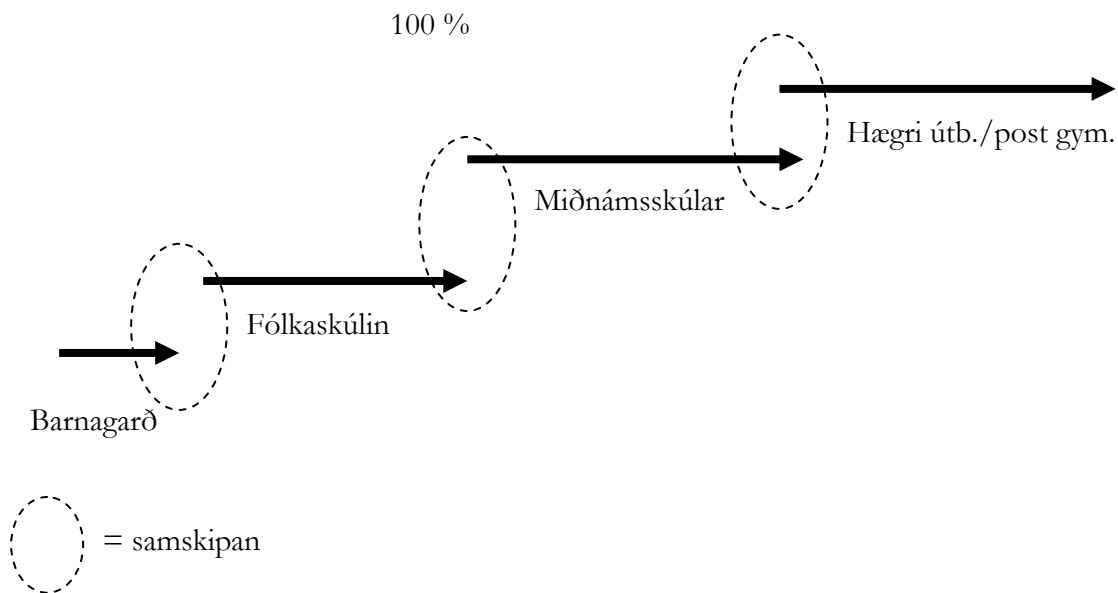 100 %
Hægri útb./post gym.
Miðnámsskúlar
Fólkaskúlin
Barnagarð
= samskipan